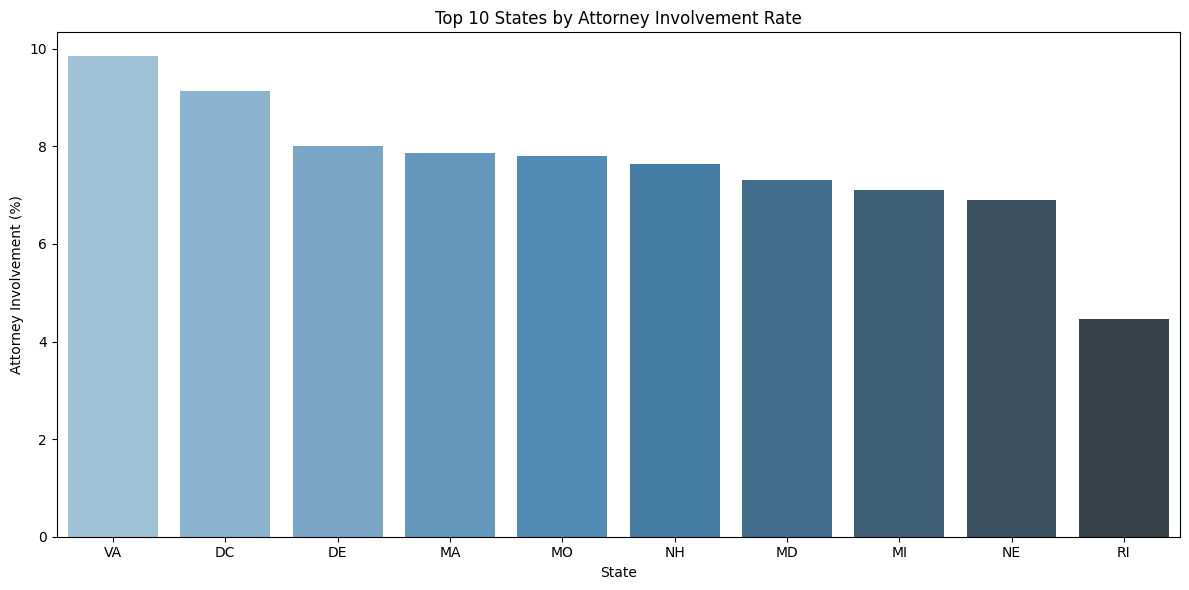 Top 10 States by Attorney Involvement Rate
Attorney Involvement (%)
10
8
6
4
2
0
VA DC DE MA MO NH MD MI NE RI
State